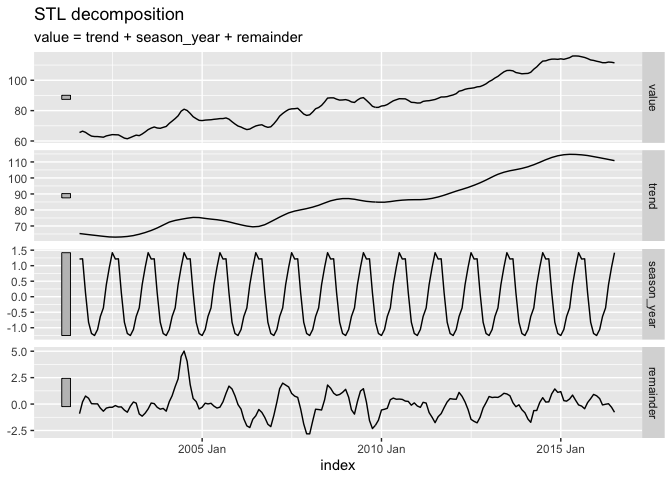 STL decomposition
value = trend + season_year + remainder
100
80
60
value
110
100
90
80
70
trend
1.5
1.0
0.5
0.0
-0.5
-1.0
season_year
5.0
2.5
0.0
-2.5
remainder
2005 Jan
2010 Jan
2015 Jan
index